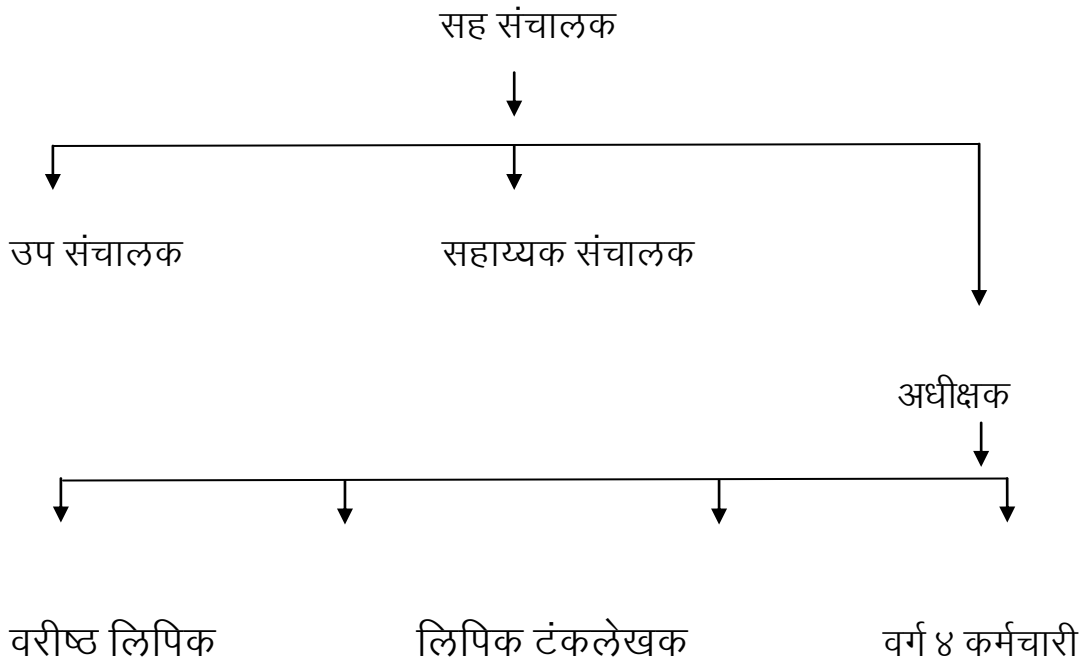 सह संचालक
उप संचालक सहाय्यक संचालक
अधीक्षक
वरीष्ठ लिपिक लिपिक टंकलेखक वर्ग ४ कर्मचारी